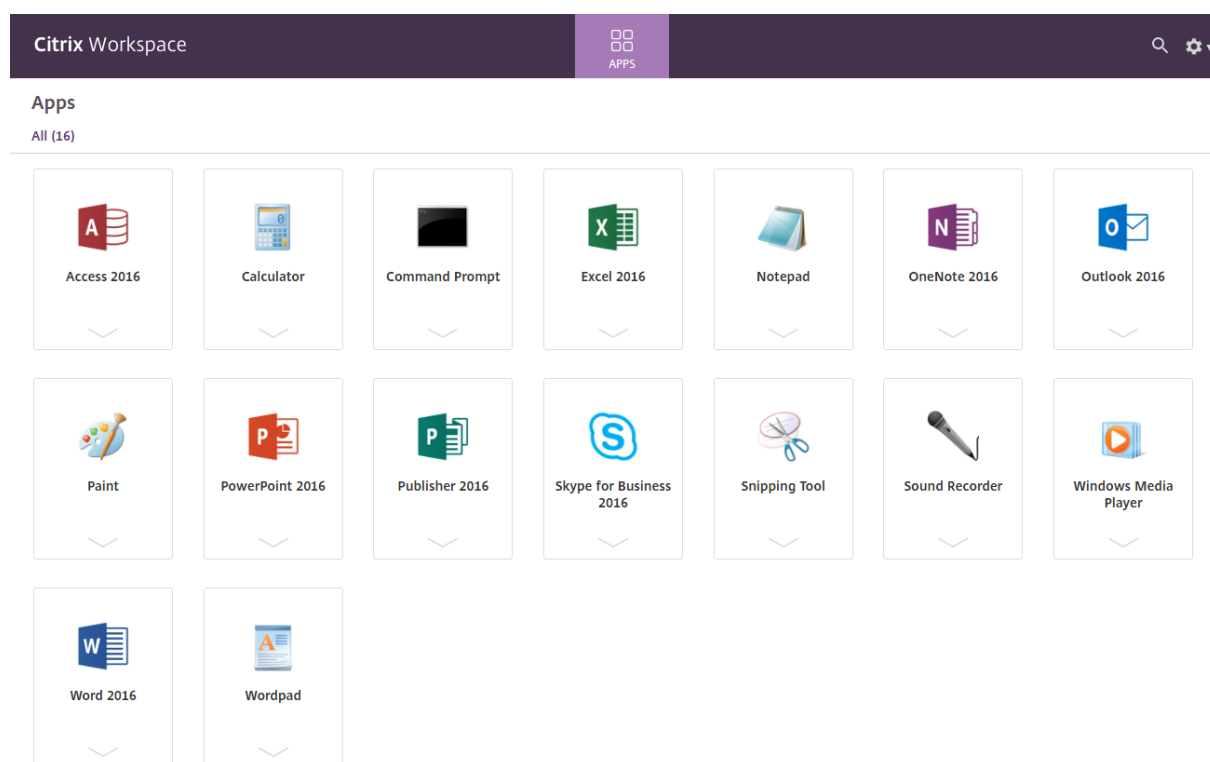 Citrix Workspace
APPS
Apps
All (16)
Access 2016
Calculator
Command Prompt
Excel 2016
Notepad
OneNote 2016
Outlook 2016
Paint
PowerPoint 2016
Publisher 2016
Skype for Business
2016
Snipping Tool
Sound Recorder
Windows Media
Player
Word 2016
Wordpad